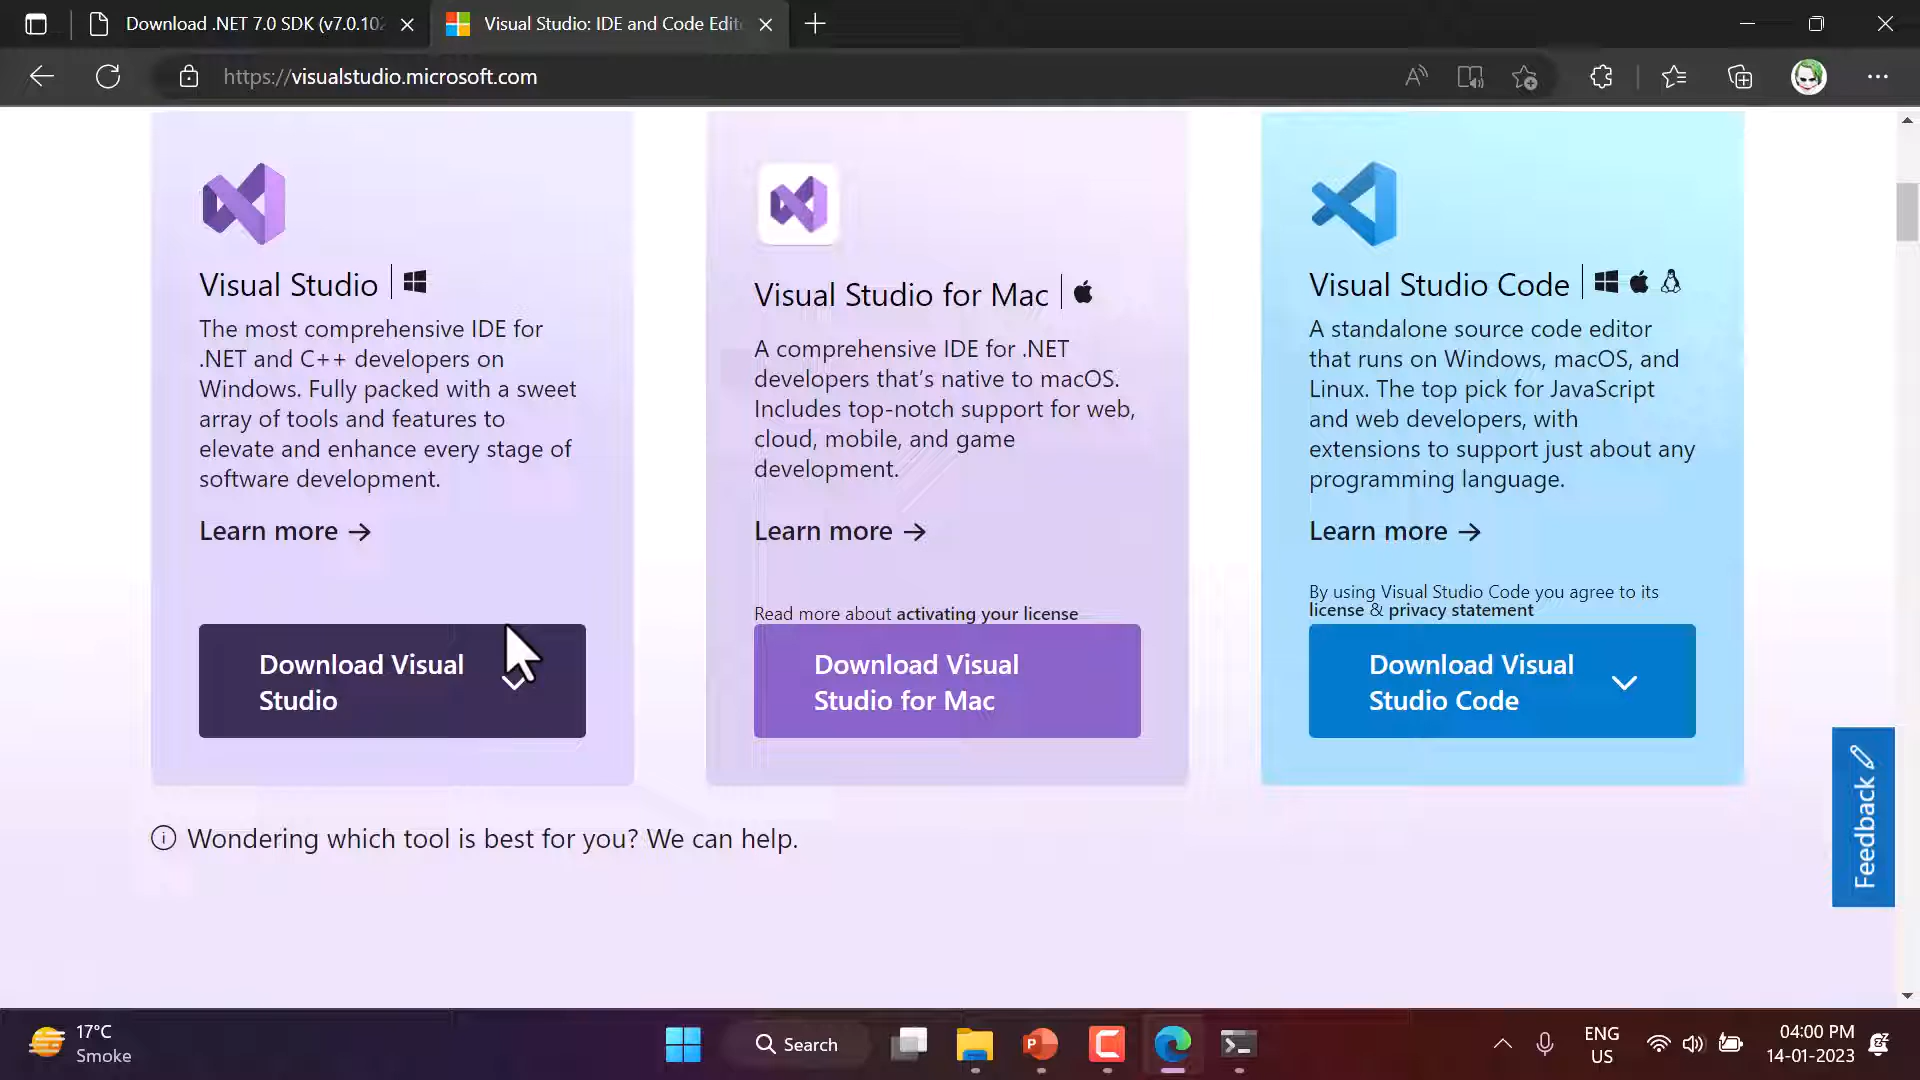 Download .NET 7.0 SDK (v7.0.102
Visual Studio: IDE and Code Edit
https://visualstudio.microsoft.com
Visual Studio
The most comprehensive IDE for
.NET and C++ developers on
Windows. Fully packed with a sweet
array of tools and features to
elevate and enhance every stage of
software development.
Learn more →
Download Visual
Studio
Visual Studio for Mac
A comprehensive IDE for .NET
developers that's native to macOS.
Includes top-notch support for web,
cloud, mobile, and game
development.
Learn more →
Read more about activating your license
Download Visual
Studio for Mac
Visual Studio Code
A standalone source code editor
that runs on Windows, macOS, and
Linux. The top pick for JavaScript
and web developers, with
extensions to support just about any
programming language.
Learn more →
By using Visual Studio Code you agree to its
license & privacy statement
Download Visual
Studio Code
Feedback
Wondering which tool is best for you? We can help.
17°C
Smoke
Search
ENG
US
04:00 PM
14-01-2023